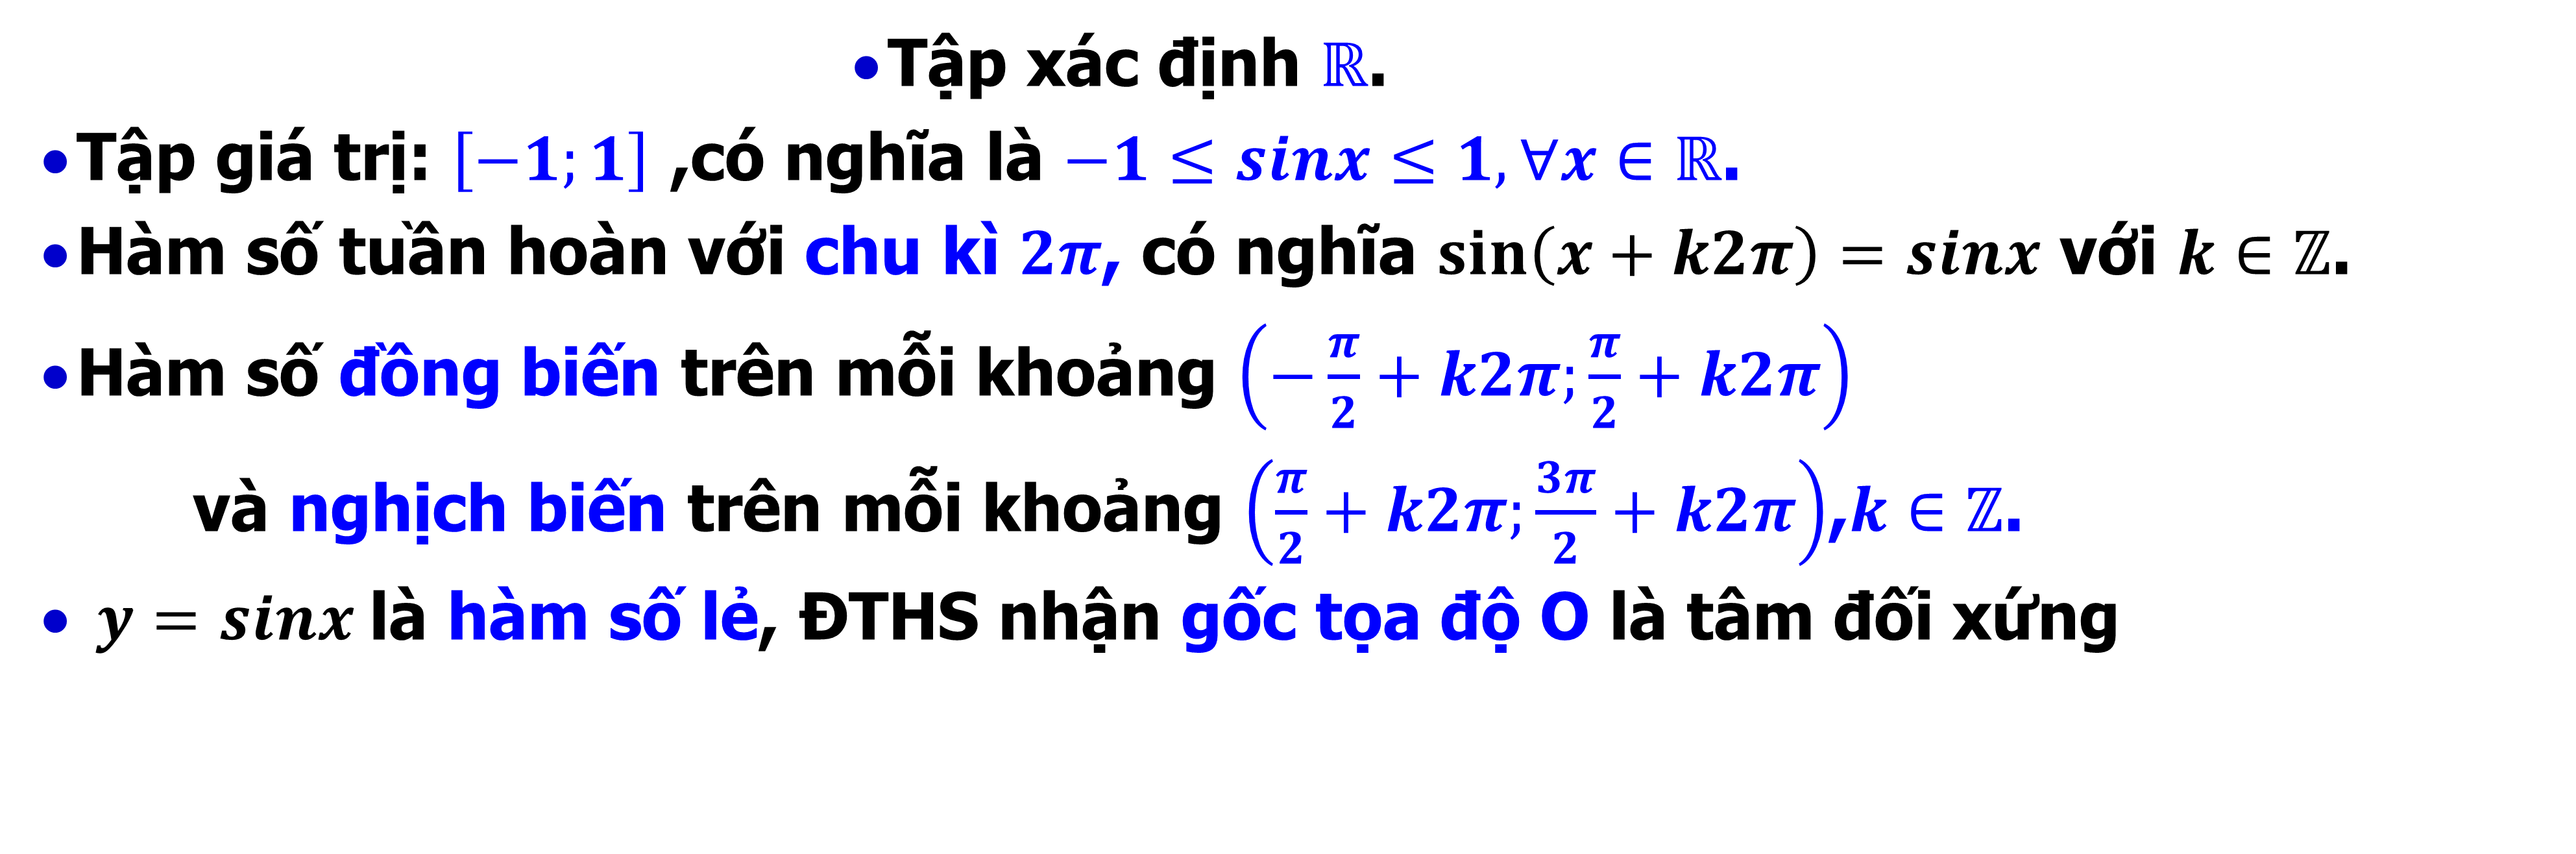 •Tập xác định ℝ.
•Tập giá trị: [−1; 1] ,có nghĩa là −1 ≤ sinx ≤ 1, ∀x ∈ ℝ.
•Hàm số tuần hoàn với chu kì 2π, có nghĩa sin(x + k2π) = sinx với k ∈ ℤ.
•Hàm số đồng biến trên mỗi khoảng (−π/2 + k2π; π/2 + k2π)
và nghịch biến trên mỗi khoảng (π/2 + k2π; 3π/2 + k2π),k ∈ ℤ.
• y = sinx là hàm số lẻ, ĐTHS nhận gốc tọa độ O là tâm đối xứng